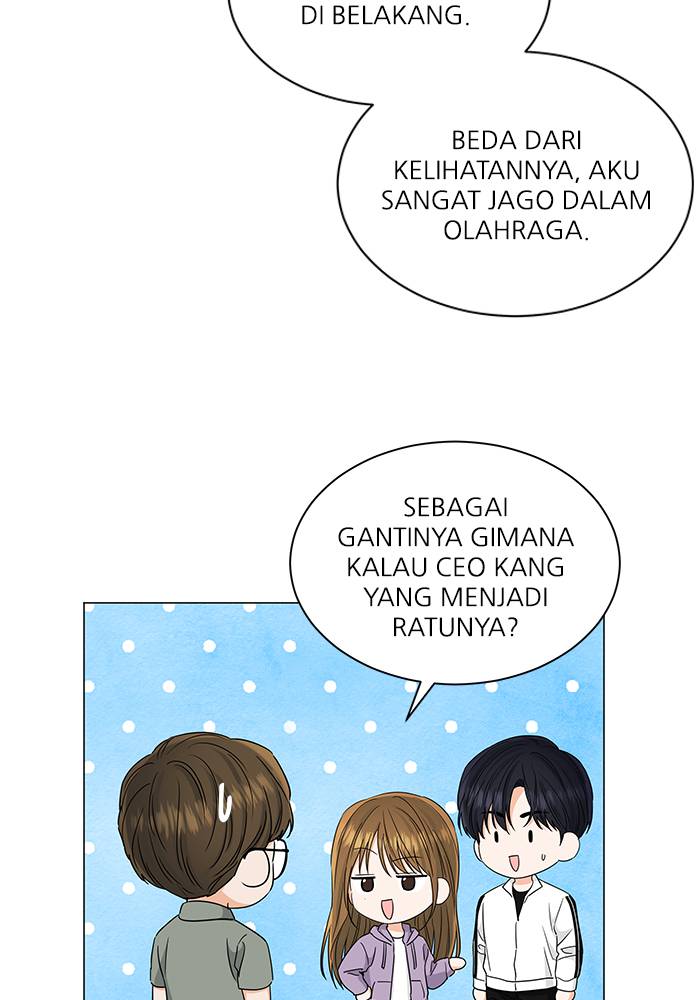 DI BELAKANG.
BEDA DARI
KELIHATANNYA, AKU
SANGAT JAGO DALAM
OLAHRAGA.
SEBAGAI
GANTINYA GIMANA
KALAU CEO KANG
YANG MENJADI
RATUNYA?